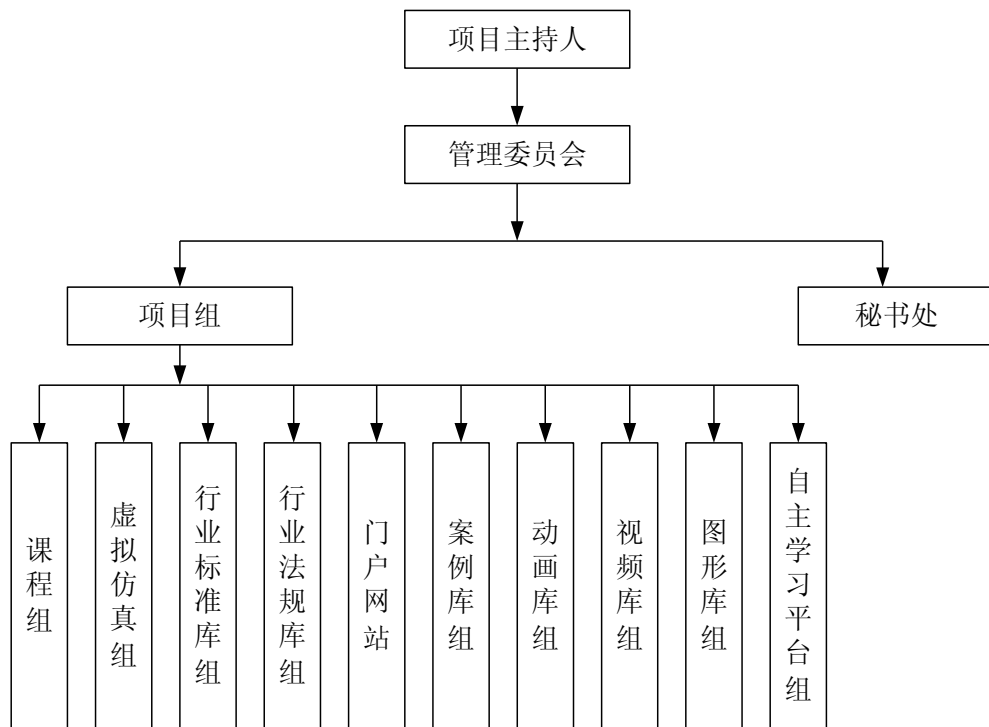 项目主持人
管理委员会
项目组
秘书处
课程组
虚拟仿真组
行业标准库组
行业法规库组
门户网站
案例库组
动画库组
视频库组
图形库组
自主学习平台组